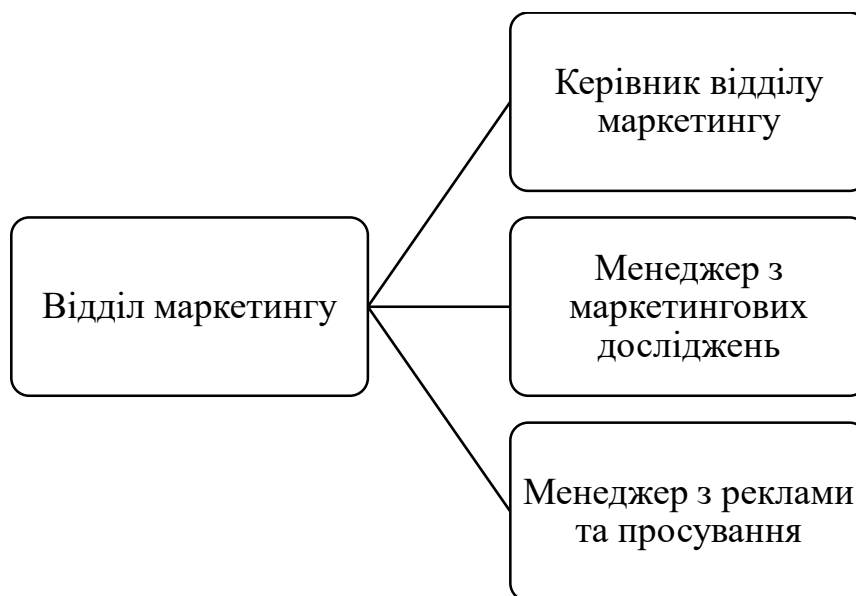 Керівник відділу
маркетингу
Відділ маркетингу
Менеджер з
маркетингових
досліджень
Менеджер з реклами
та просування